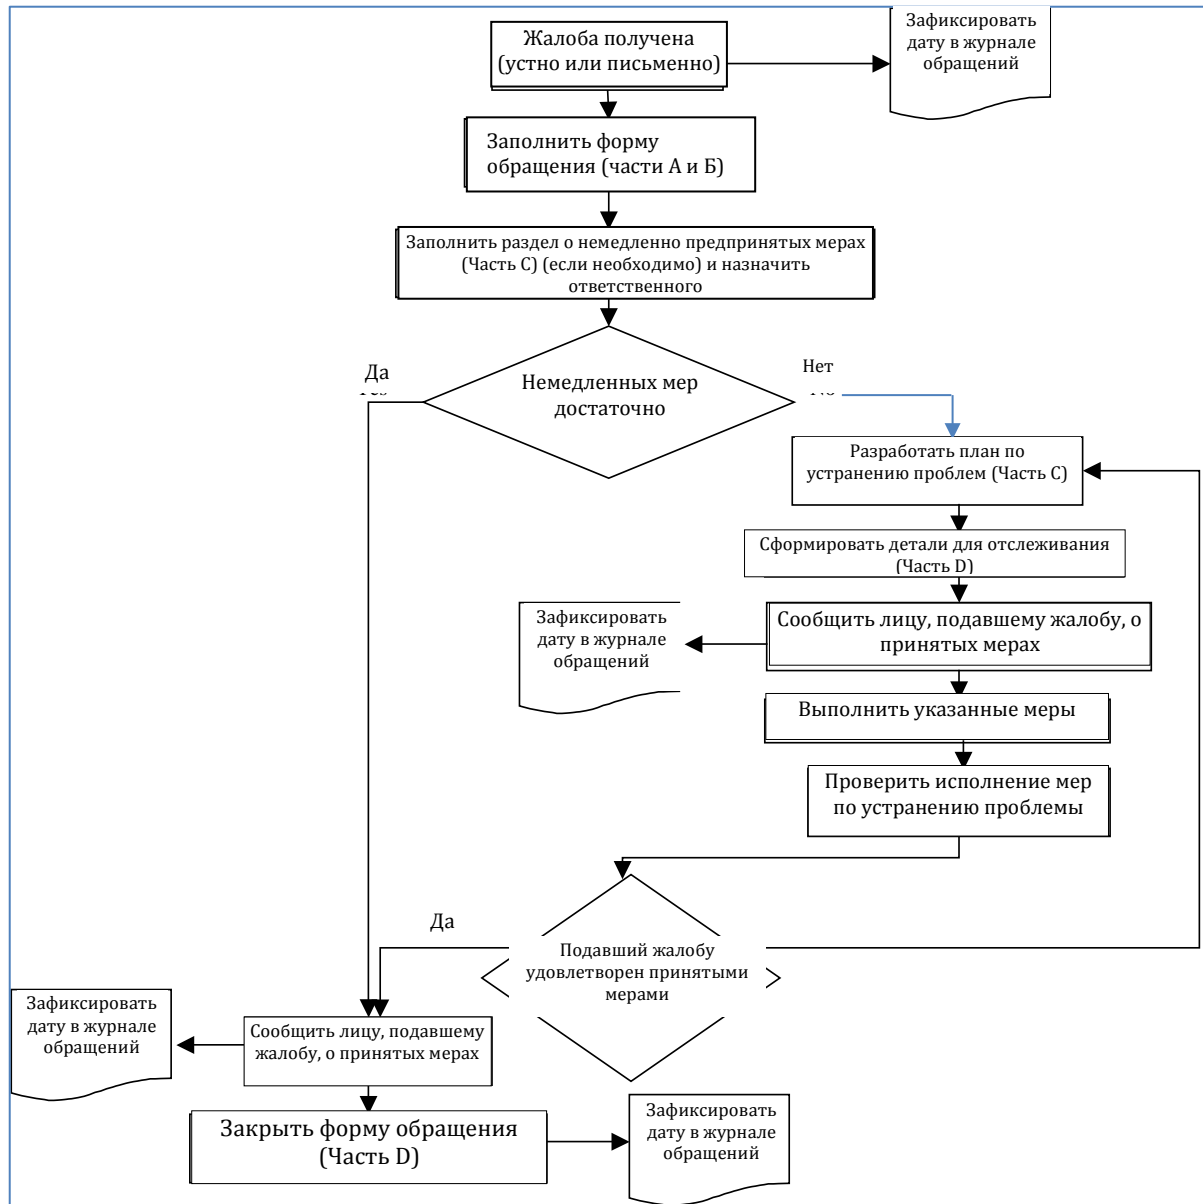 Жалоба получена
(устно или письменно)
Зафиксировать
дату в журнале
обращений
Заполнить форму
обращения (части А и Б)
Заполнить раздел о немедленно предпринятых мерах
(Часть С) (если необходимо) и назначить
ответственного
Да
Немедленных мер
достаточно
Нет
Разработать план по
устранению проблем (Часть С)
Сформировать детали для отслеживания
(Часть D)
Зафиксировать
дату в журнале
обращений
Сообщить лицу, подавшему жалобу, о
принятых мерах
Выполнить указанные меры
Проверить исполнение мер
по устранению проблемы
Да
Подавший жалобу
удовлетворен принятыми
мерами
Зафиксировать
дату в журнале
обращений
Сообщить лицу, подавшему
жалобу, о принятых мерах
Закрыть форму обращения
(Часть D)
Зафиксировать
дату в журнале
обращений